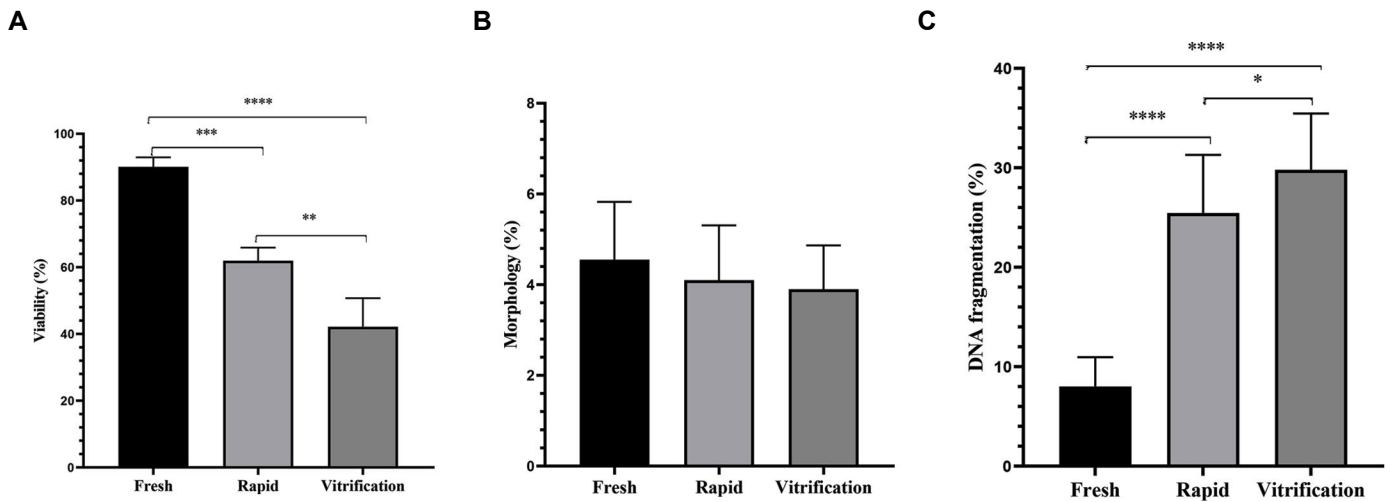 A
****
***
**
100
80
60
40
20
0
Viability (%)
Fresh Rapid Vitrification
B
8
6
4
2
0
Morphology (%)
Fresh Rapid Vitrification
C
****
*
****
40
30
20
10
0
DNA fragmentation (%)
Fresh Rapid Vitrification